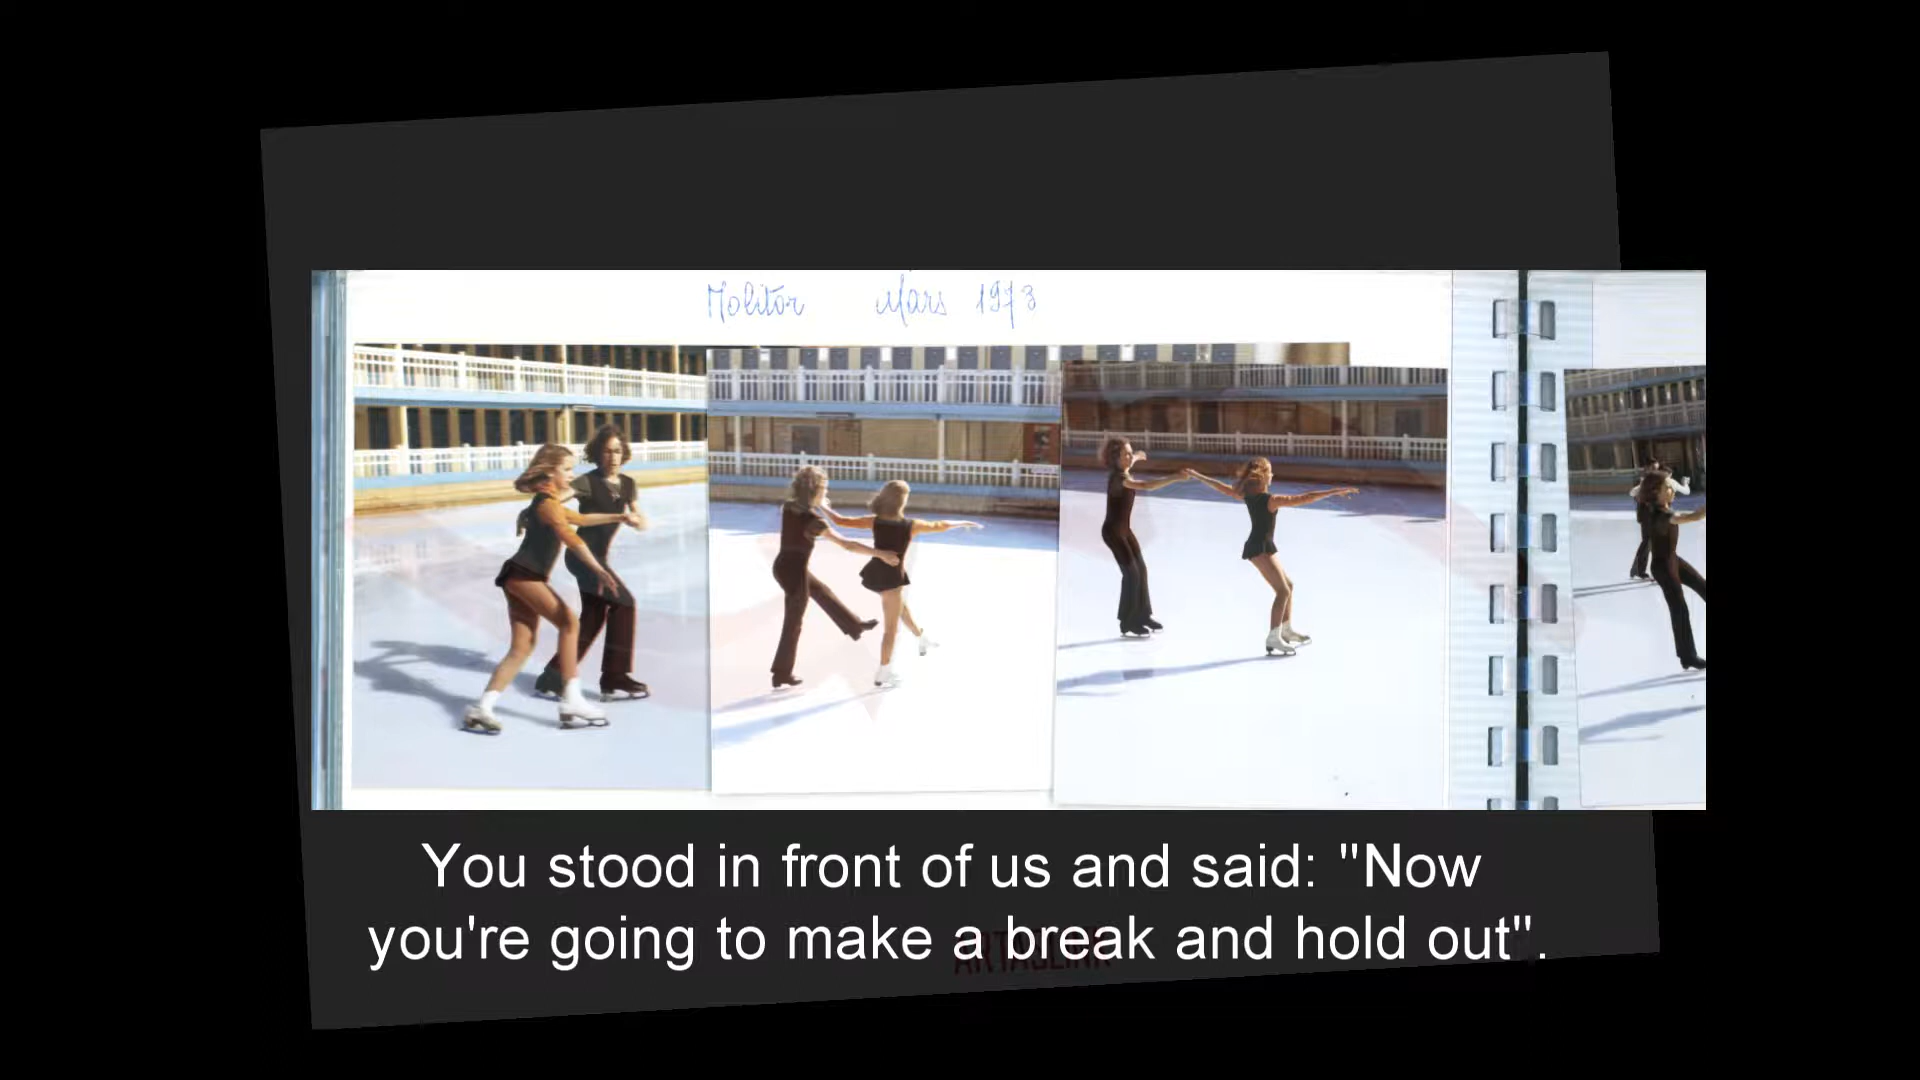 Molitor Mars 1973
You stood in front of us and said: "Now
you're going to make a break and hold out".